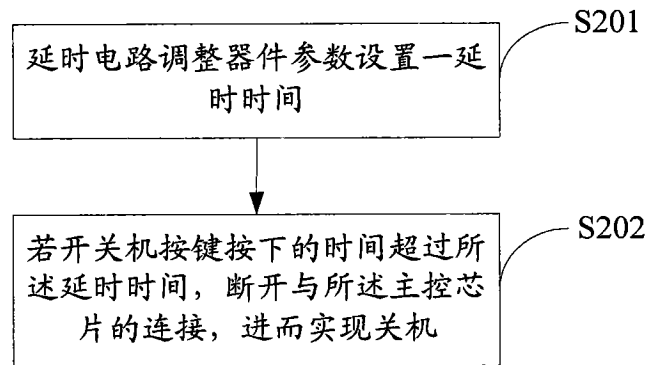 S201
延时电路调整器件参数设置一延
时时间
S202
若开关机按键按下的时间超过所
述延时时间，断开与所述主控芯
片的连接，进而实现关机